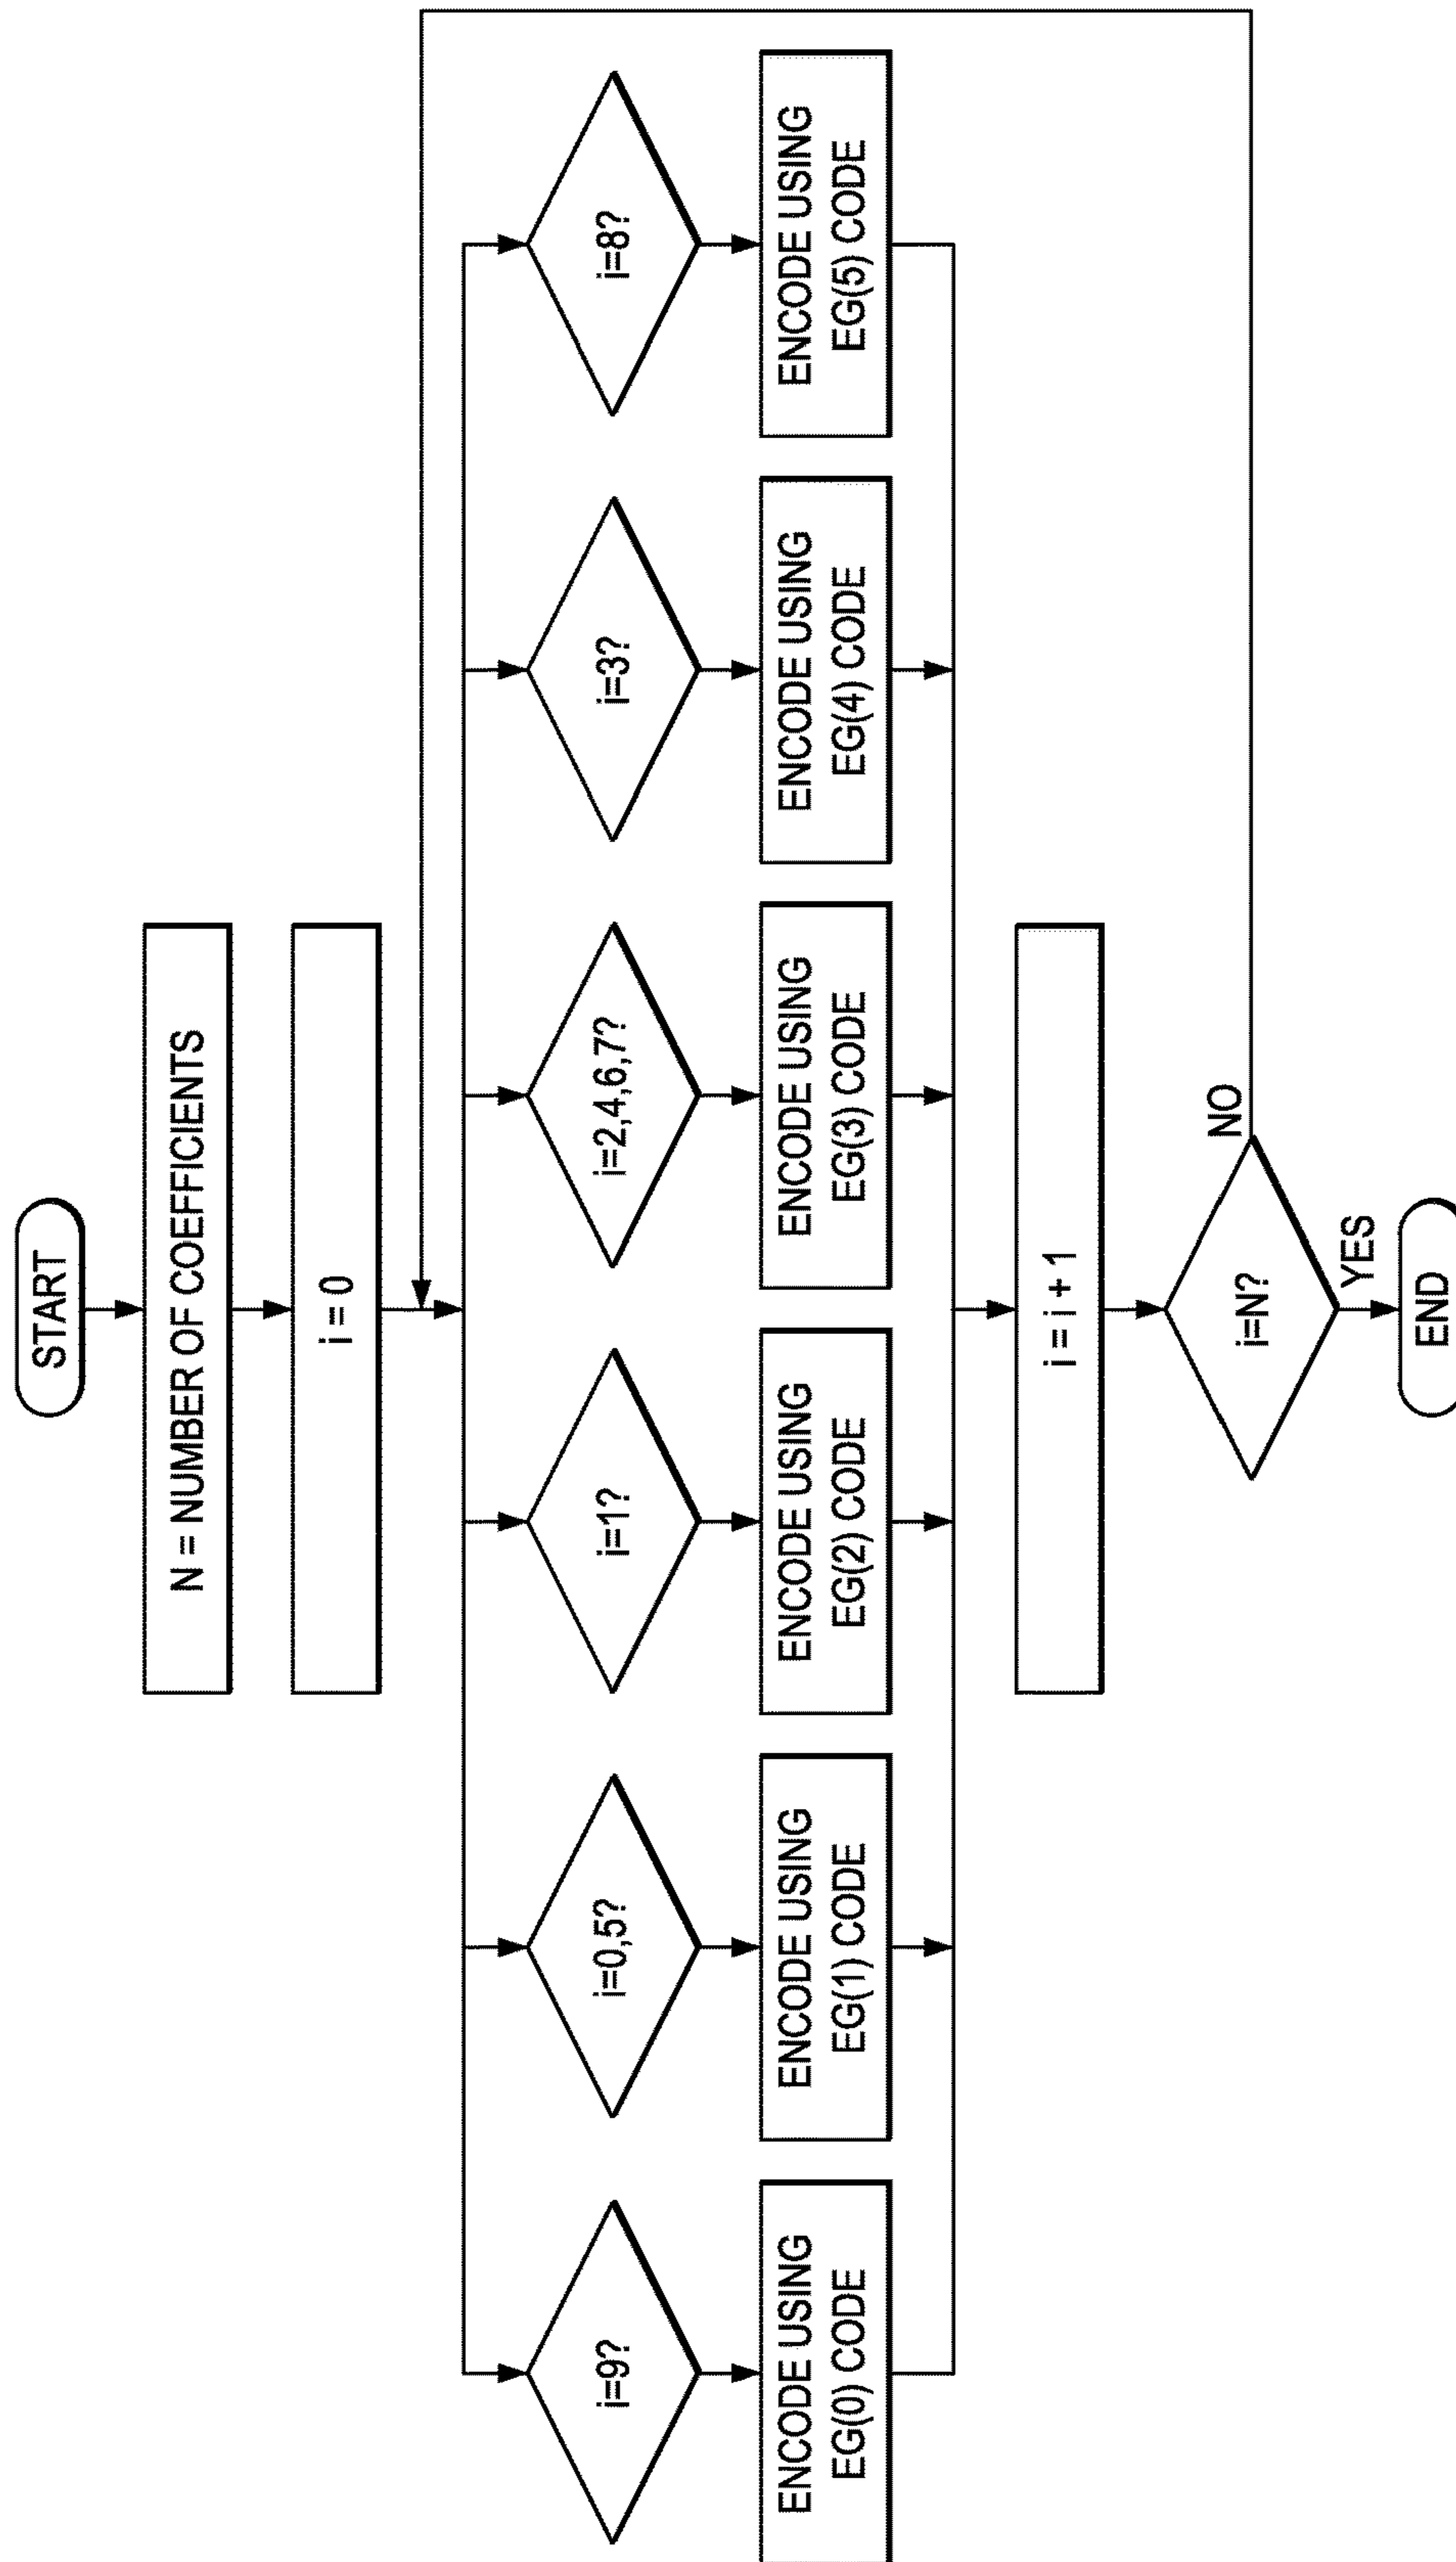 START
N = NUMBER OF COEFFICIENTS
i = 0
i=9?
i=0,5?
i=1?
i=2,4,6,7?
i=3?
i=8?
ENCODE USING
EG(0) CODE
ENCODE USING
EG(1) CODE
ENCODE USING
EG(2) CODE
ENCODE USING
EG(3) CODE
ENCODE USING
EG(4) CODE
ENCODE USING
EG(5) CODE
i = i + 1
i=N?
NO
YES
END